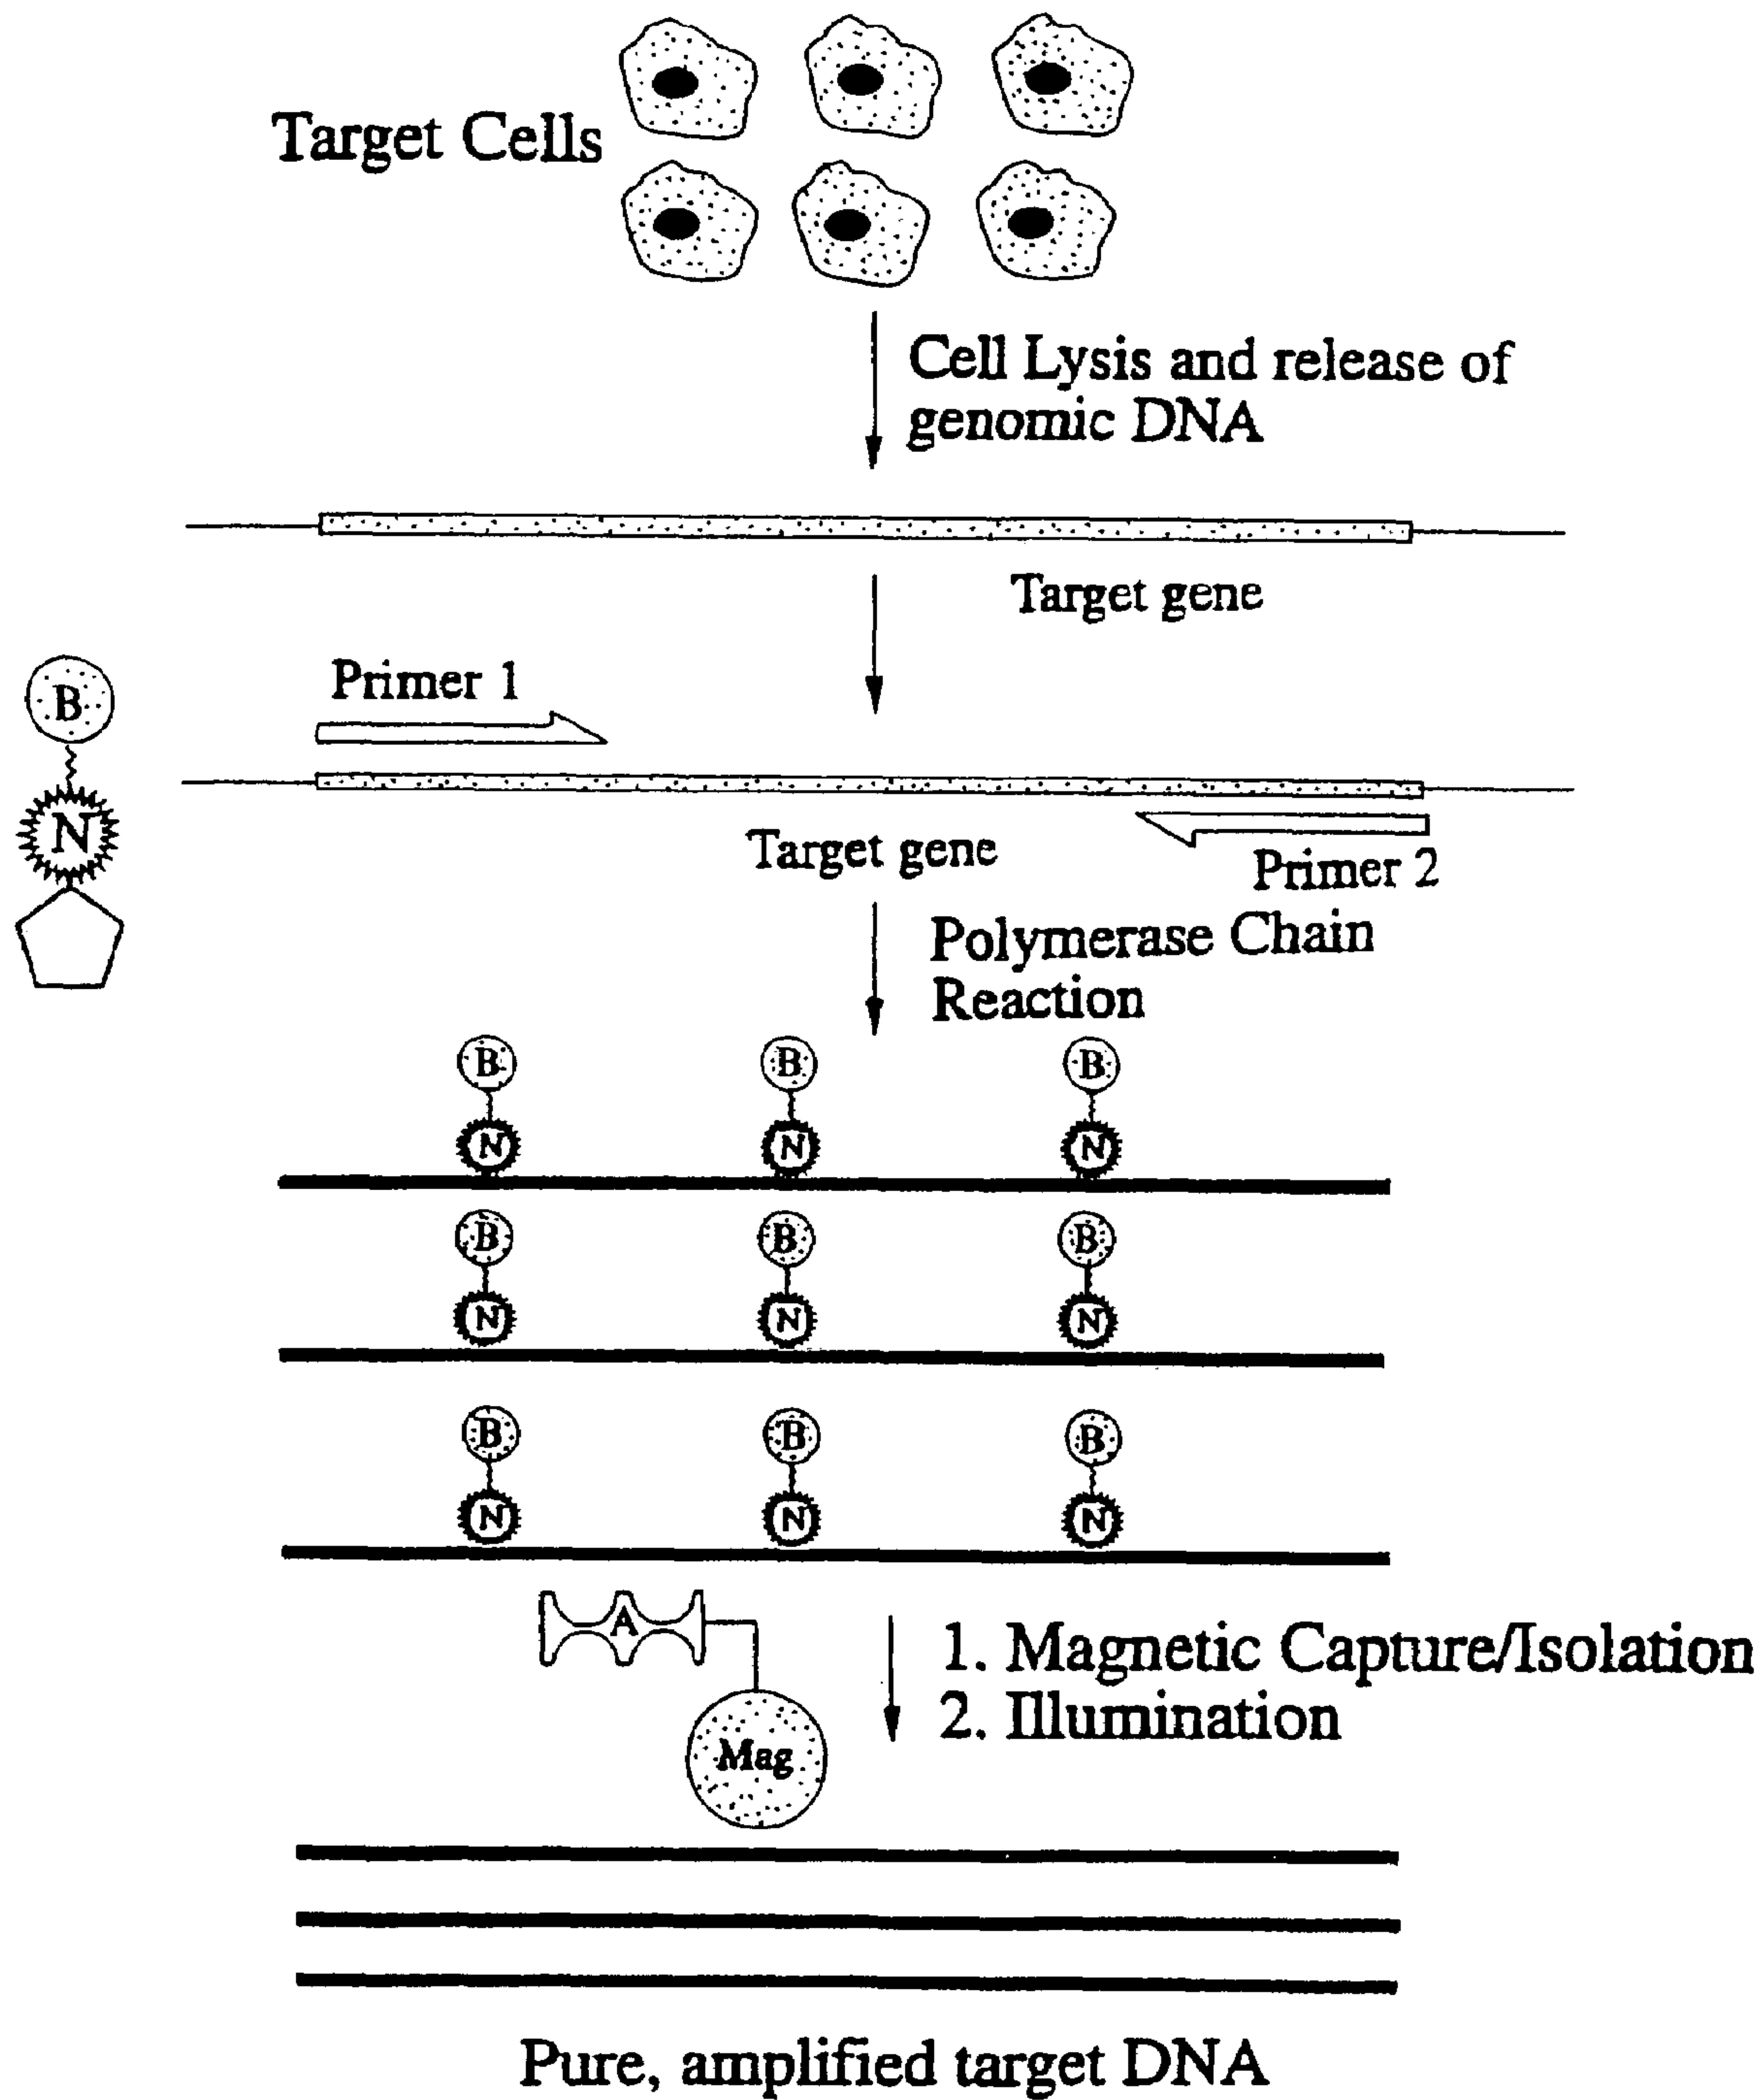 Target Cells
Cell Lysis and release of
genomic DNA
Target gene
Primer 1
B
N
Target gene
Primer 2
Polymerase Chain
Reaction
B B B
N N N
B B B
N N N
B B B
N N N
A
1. Magnetic Capture/Isolation
2. Illumination
Mag
Pure, amplified target DNA